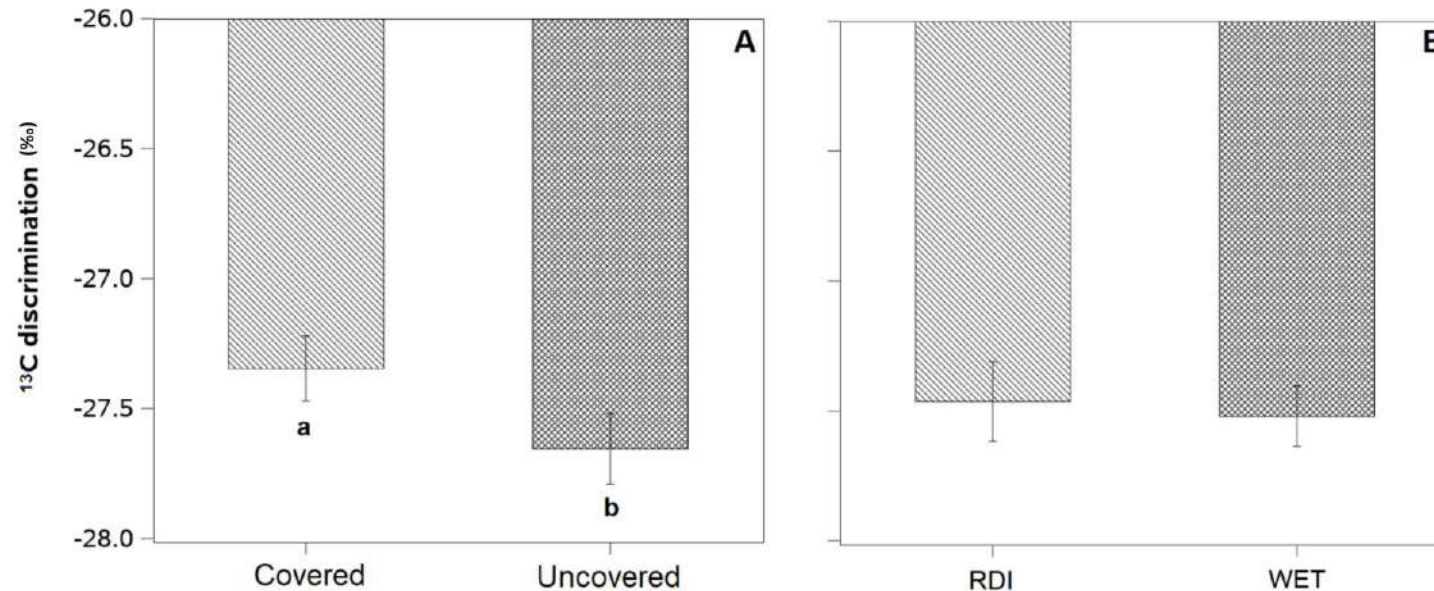 -26.0
A
-26.5
-27.0
-27.5
-28.0
¹³C discrimination (‰)
a
b
Covered
Uncovered
RDI
WET